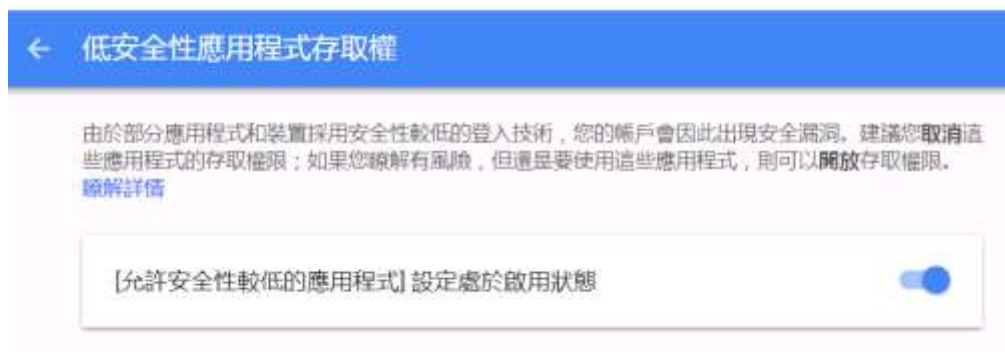 低安全性應用程式存取權
由於部分應用程式和裝置採用安全性較低的登入技術，您的帳戶會因此出現安全漏洞。建議您取消這
些應用程式的存取權限；如果您瞭解有風險，但還是要使用這些應用程式，則可以開放存取權限。
瞭解詳情
[允許安全性較低的應用程式] 設定處於啟用狀態